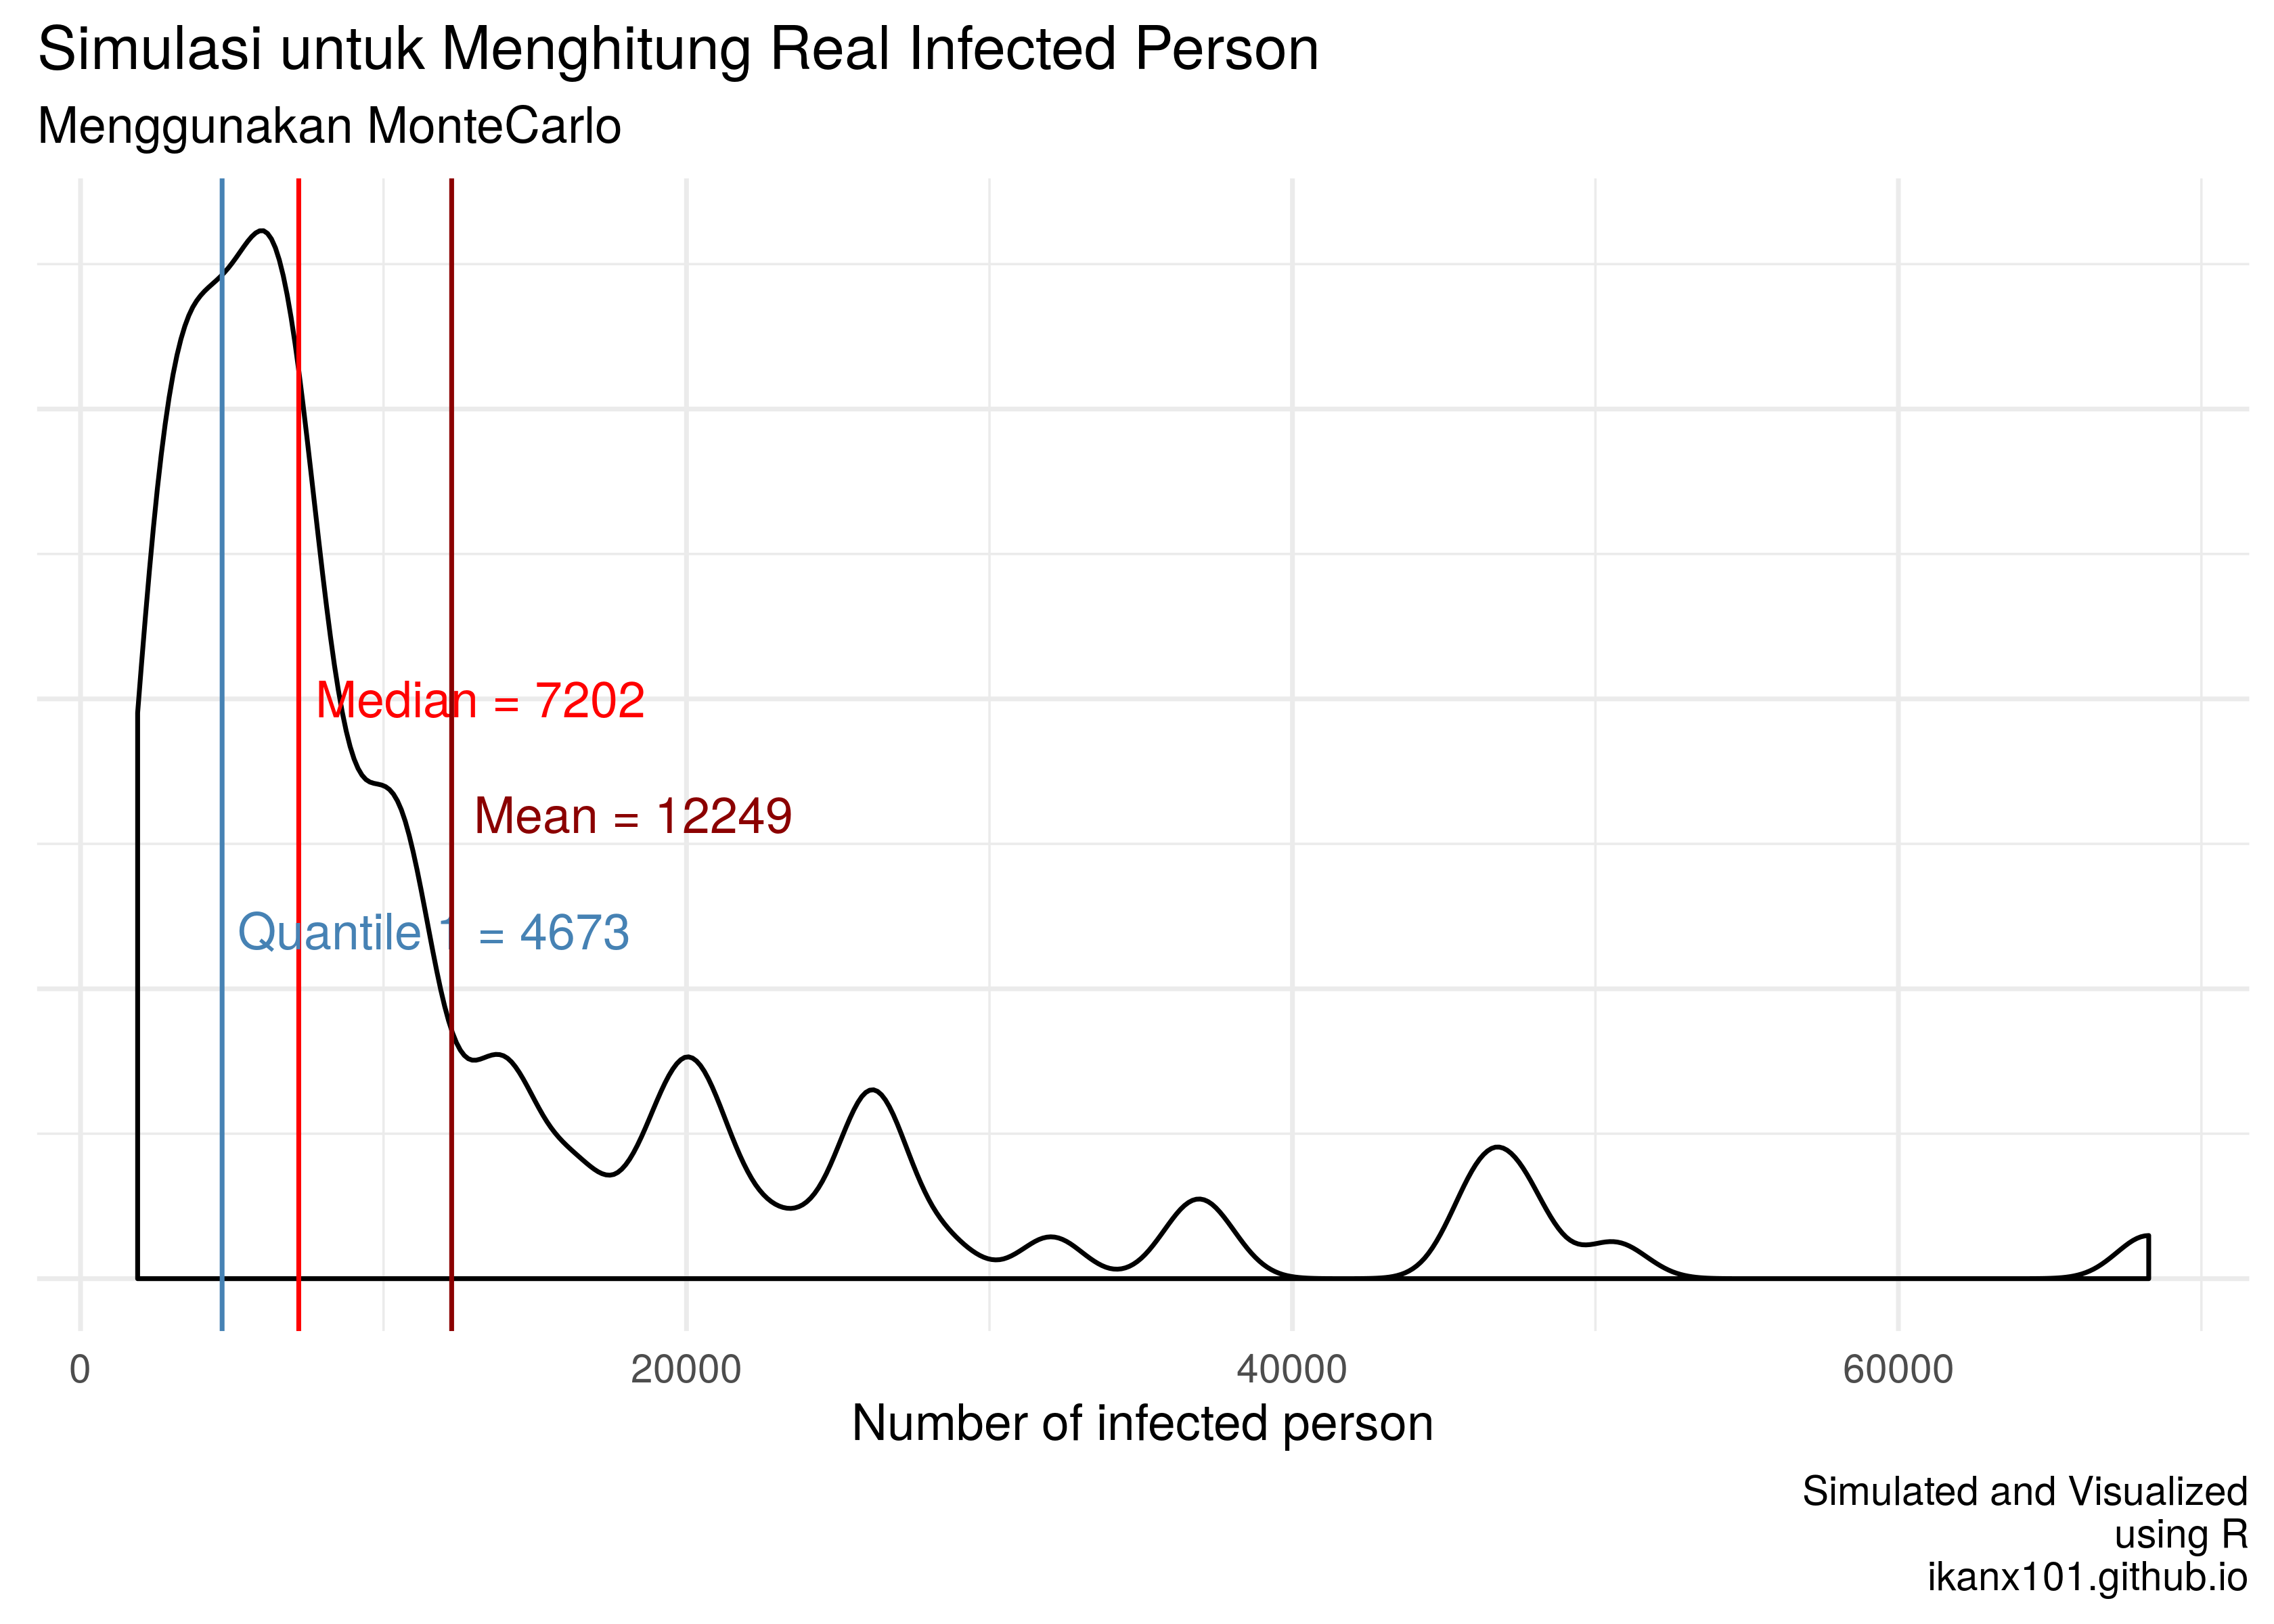 Simulasi untuk Menghitung Real Infected Person
Menggunakan MonteCarlo
Median = 7202
Mean = 12249
Quantile 1 = 4673
0 20000 40000 60000
Number of infected person
Simulated and Visualized
using R
ikanx101.github.io